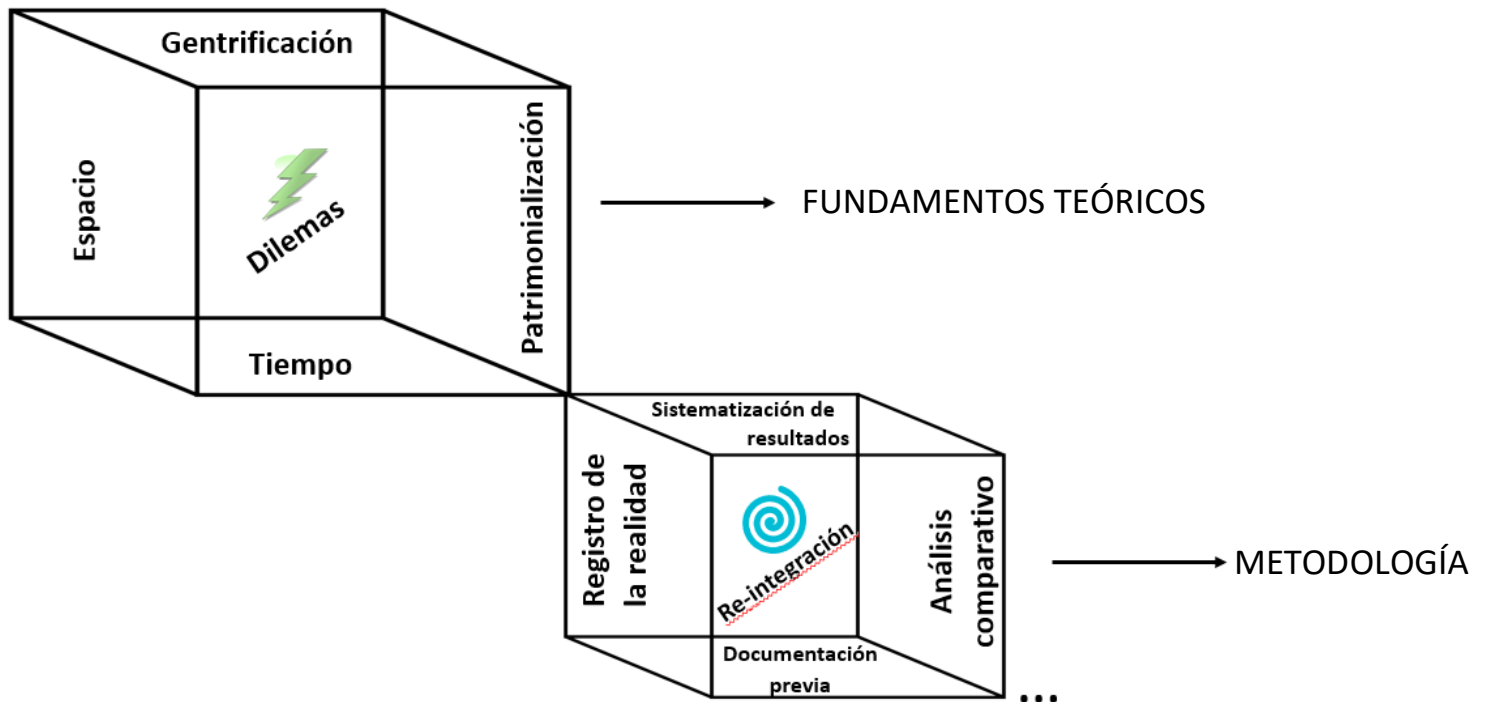 Gentrificación
Espacio
Dilemas
Patrimonialización
Tiempo
FUNDAMENTOS TEÓRICOS
Sistematización de
resultados
Registro de
la realidad
Re-integración
Análisis
comparativo
Documentación
previa
...
METODOLOGÍA